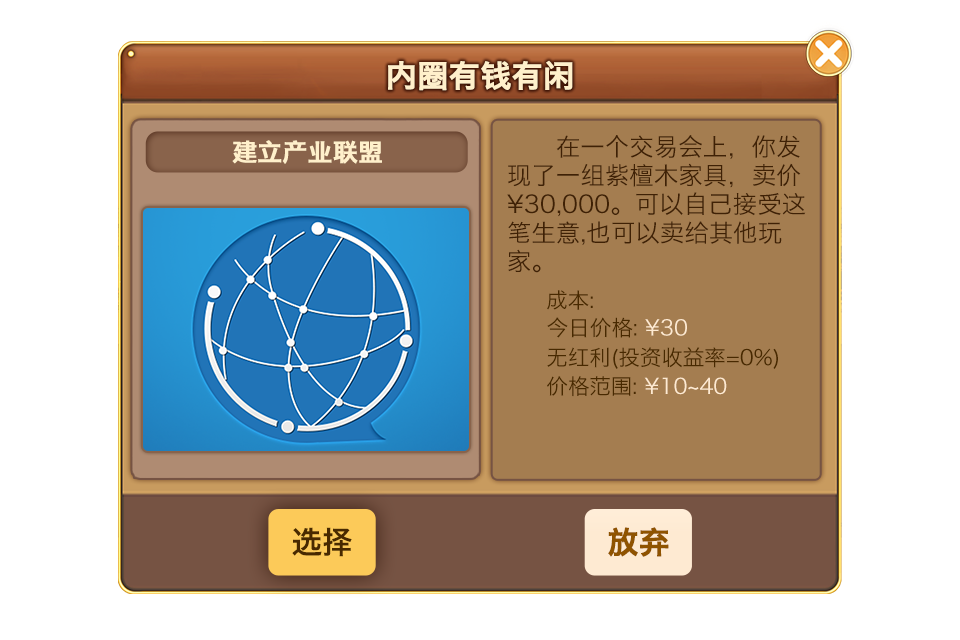 内圈有钱有闲
建立产业联盟
在一个交易会上，你发
现了一组紫檀木家具，卖价
¥30,000。可以自己接受这
笔生意,也可以卖给其他玩
家。
成本:
今日价格: ¥30
无红利(投资收益率=0%)
价格范围: ¥10~40
选择
放弃